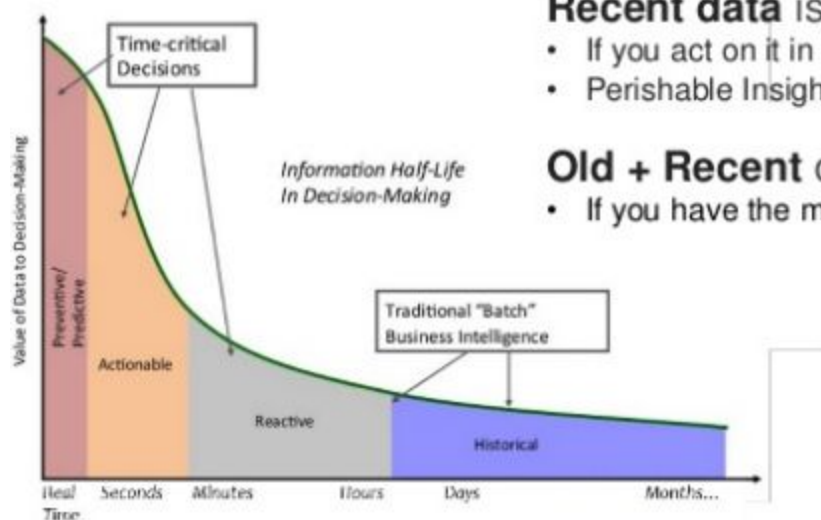 Recent data is
• If you act on it in
• Perishable Insigh
Old + Recent
• If you have the m
Time-critical
Decisions
Information Half-Life
In Decision-Making
Value of Data to Decision-Making
Preventive/
Predictive
Actionable
Reactive
Historical
Traditional "Batch"
Business Intelligence
Real
Time
Seconds
Minutes
Hours
Days
Months...